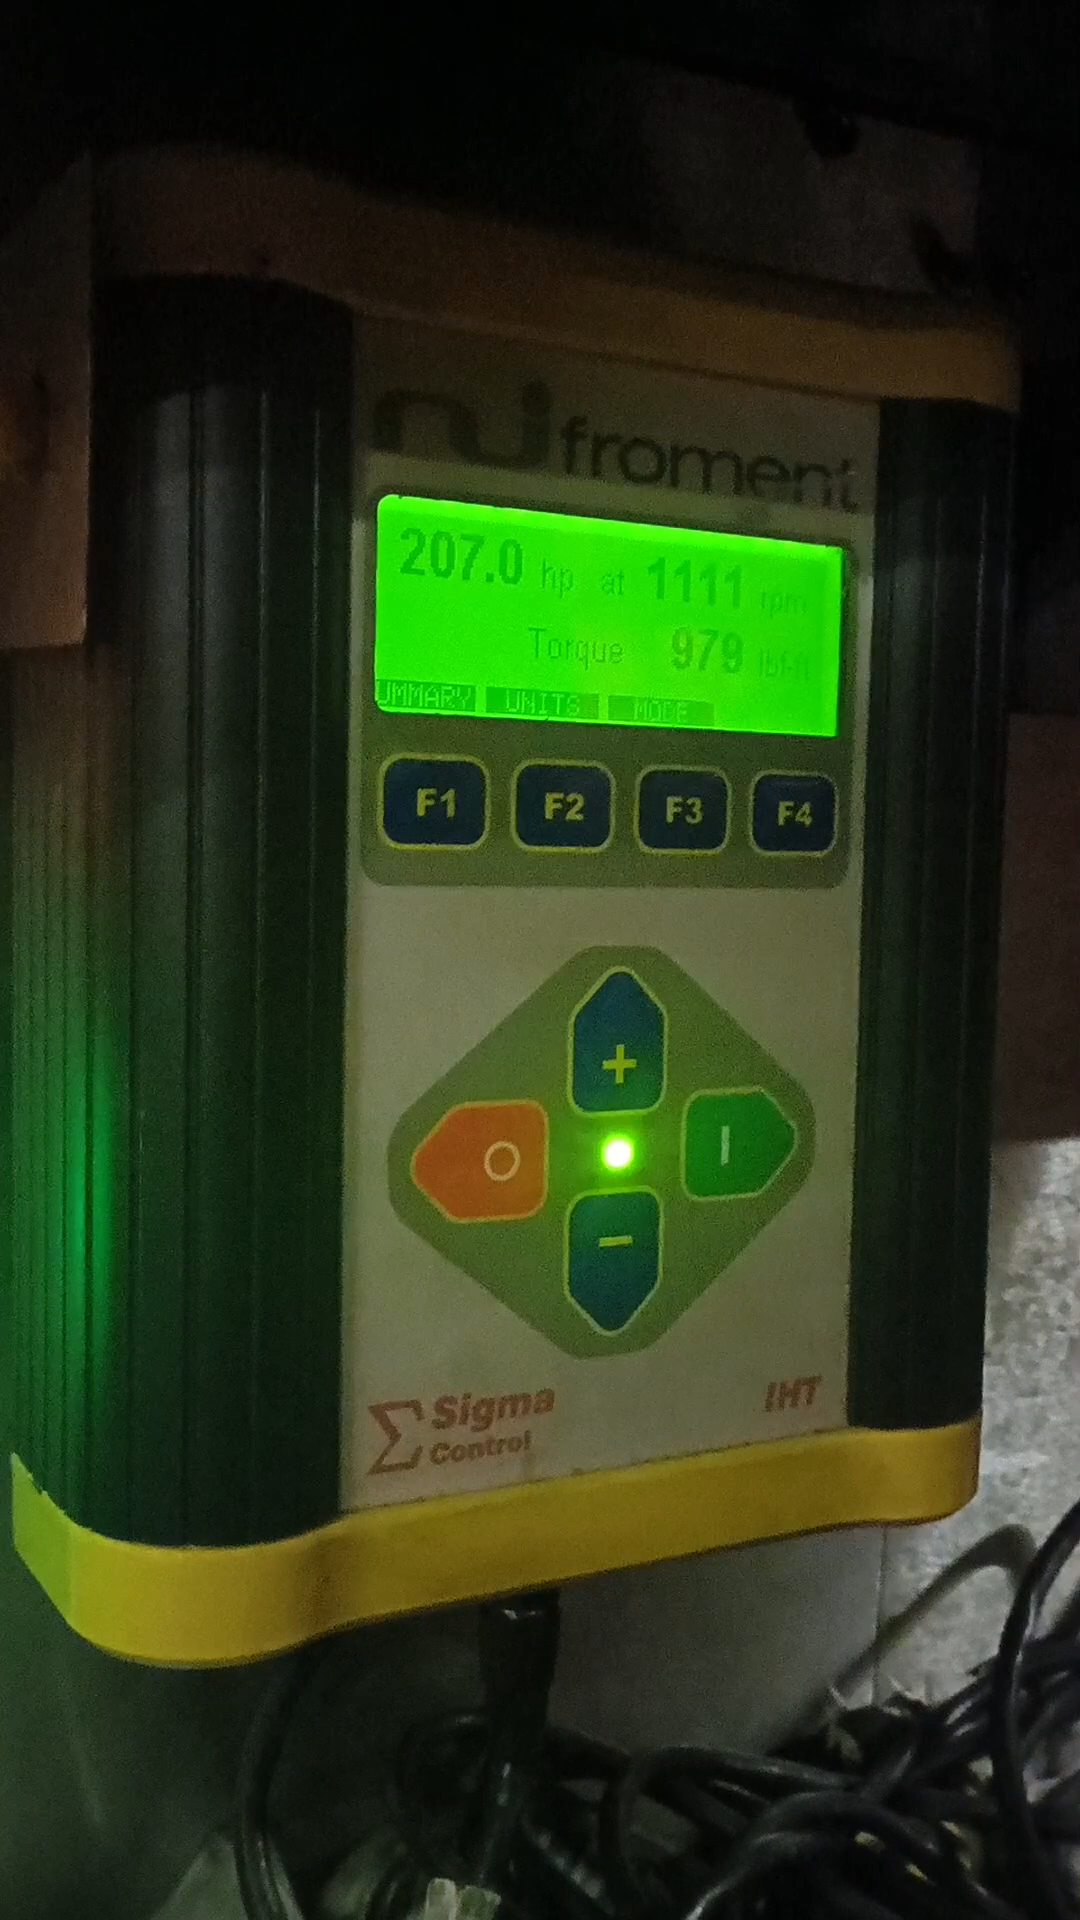 nj froment
207.0 hp at 1111 rpm
Torque 979 lbf-ft
UMMARY UNITS MODE
F1 F2 F3 F4
+
O I
−
Σ Sigma Control
IHT